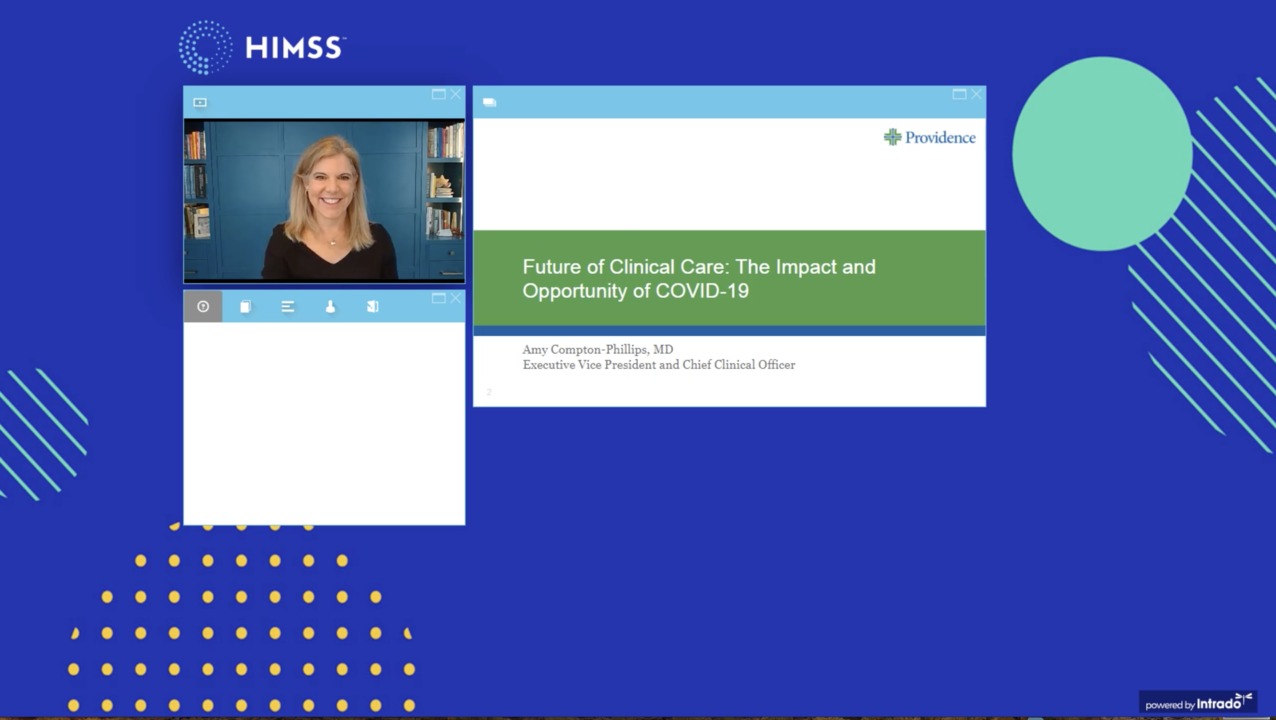 HIMSS™
Providence
Future of Clinical Care: The Impact and
Opportunity of COVID-19
Amy Compton-Phillips, MD
Executive Vice President and Chief Clinical Officer
2
powered by Intrado